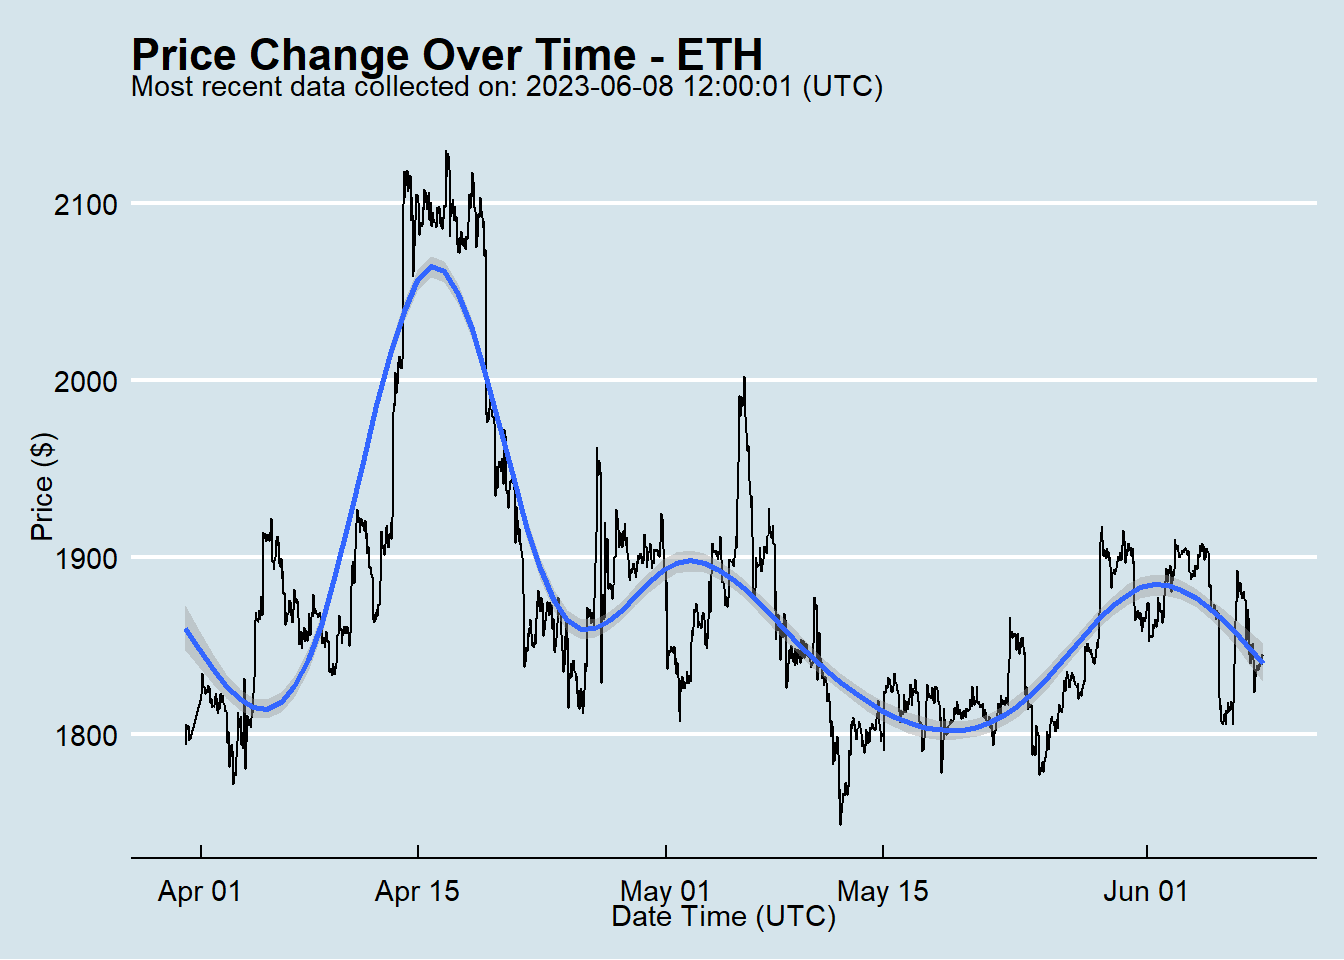 Price Change Over Time - ETH
Most recent data collected on: 2023-06-08 12:00:01 (UTC)
2100
2000
1900
1800
Price ($)
Apr 01
Apr 15
May 01
May 15
Jun 01
Date Time (UTC)